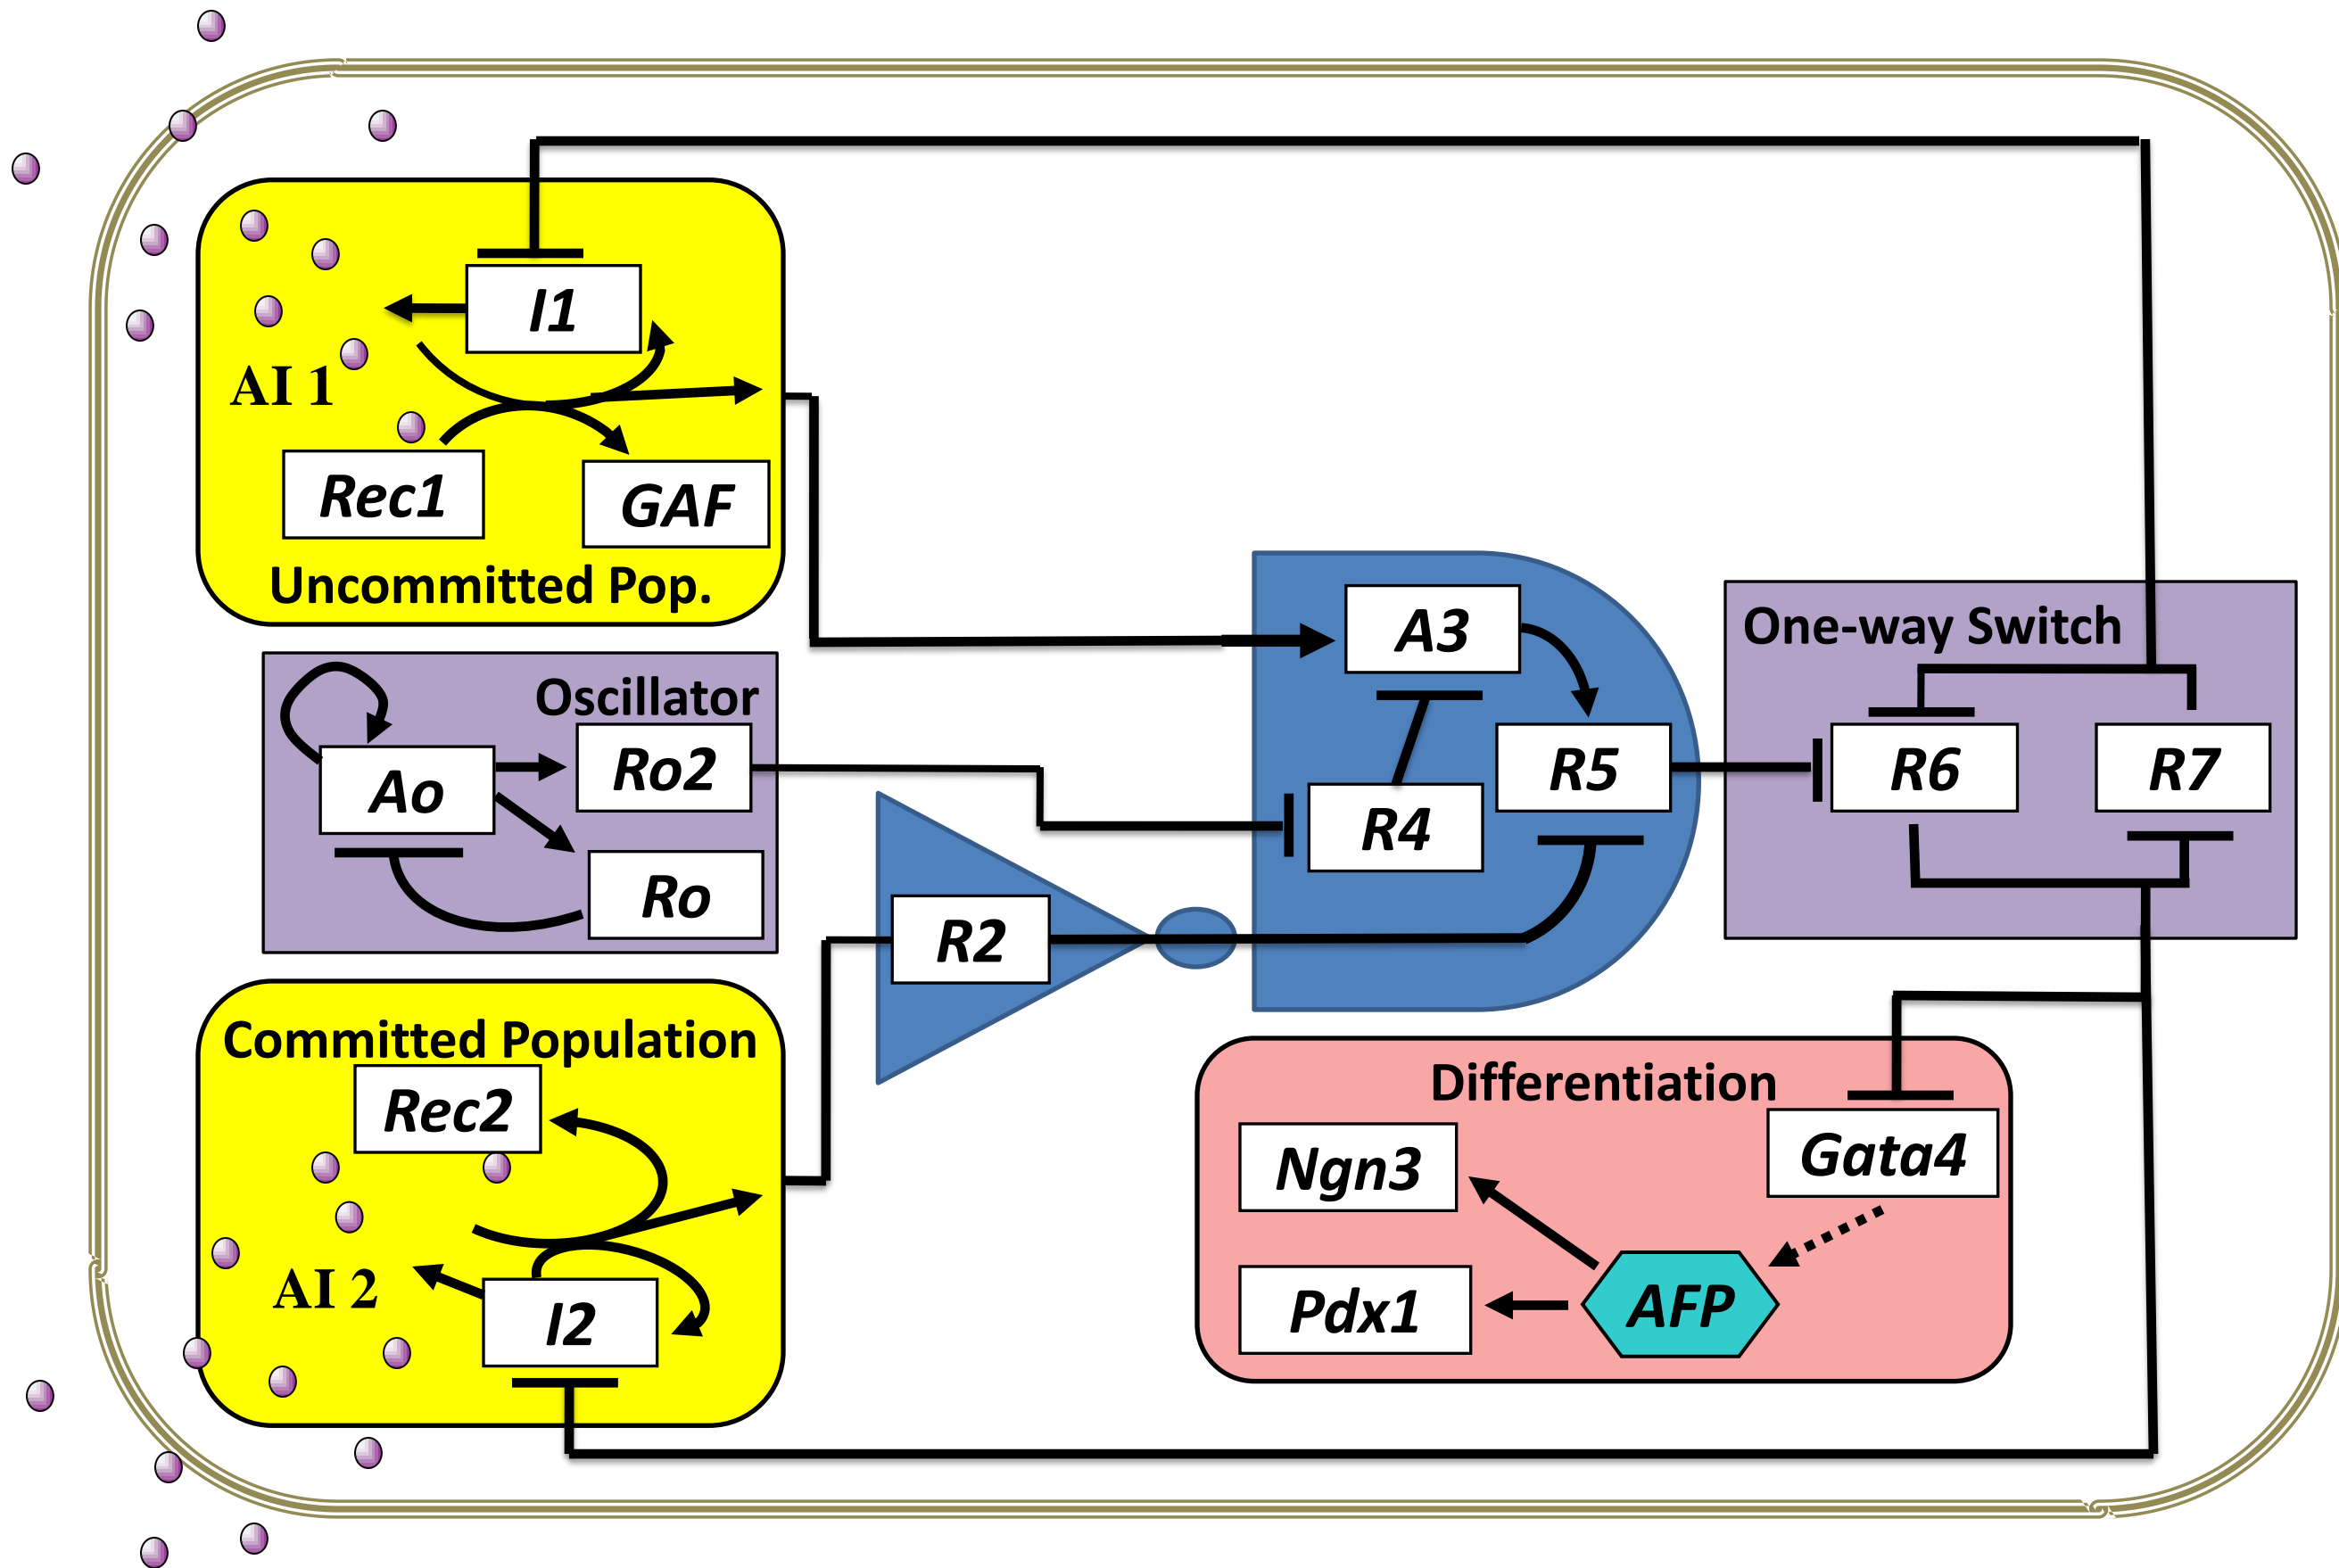 I1
AI 1
Rec1
GAF
Uncommitted Pop.
Oscillator
Ao
Ro2
Ro
Committed Population
Rec2
AI 2
I2
R2
A3
R4
R5
One-way Switch
R6
R7
Differentiation
Ngn3
Gata4
Pdx1
AFP